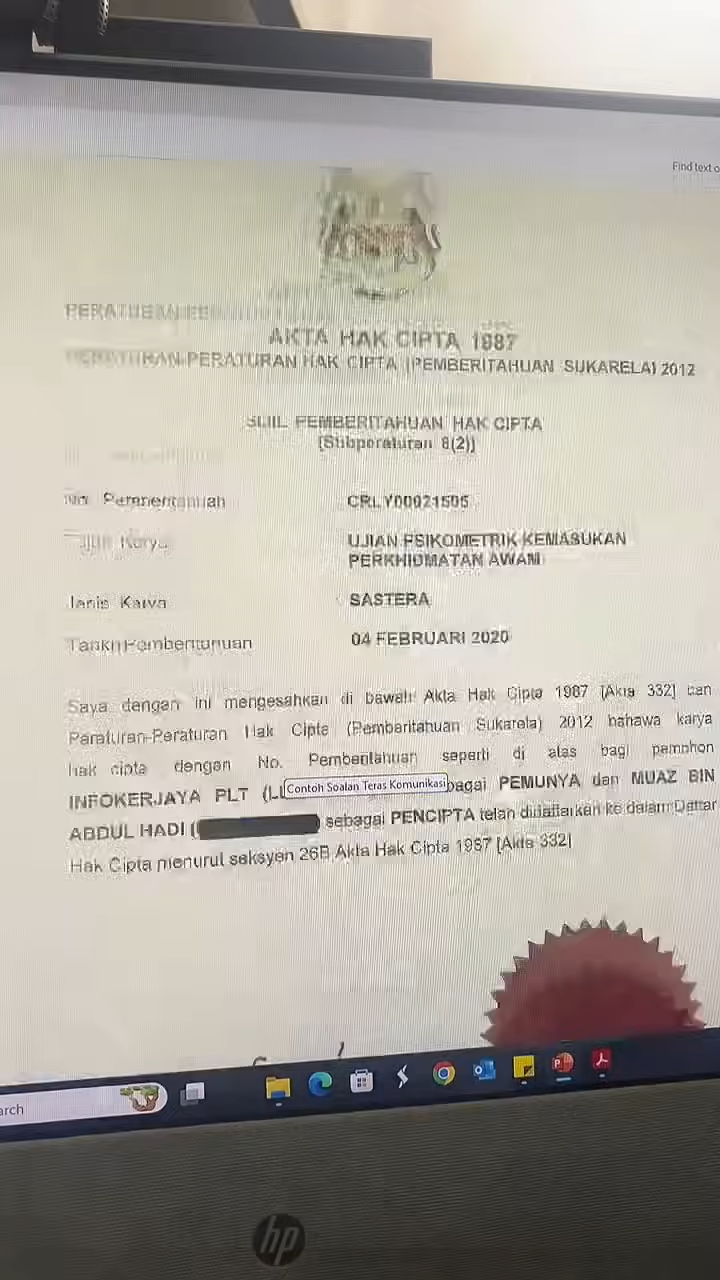 Find text o
AKTA HAK CIPTA 1987
PERATURAN-PERATURAN HAK CIPTA (PEMBERITAHUAN SUKARELA) 2012
SIJIL PEMBERITAHUAN HAK CIPTA
[Subperaturan 8(2)]
No. Pemberitahuan CRLY00021505
Karya UJIAN PSIKOMETRIK KEMASUKAN
PERKHIDMATAN AWAM
Jenis Karya SASTERA
Tarikh Pemberitahuan 04 FEBRUARI 2020
Saya dengan ini mengesahkan di bawah Akta Hak Cipta 1987 [Akta 332] dan
Peraturan-Peraturan Hak Cipta (Pemberitahuan Sukarela) 2012 bahawa karya
hak cipta dengan No. Pemberitahuan seperti di atas bagi pemohon
INFOKERJAYA PLT (LL Contoh Soalan Teras Komunikasi bagai PEMUNYA dan MUAZ BIN
ABDUL HADI ( ) sebagai PENCIPTA telah didaftarkan ke dalam Daftar
Hak Cipta menurut seksyen 26B Akta Hak Cipta 1987 [Akta 332]
arch
hp